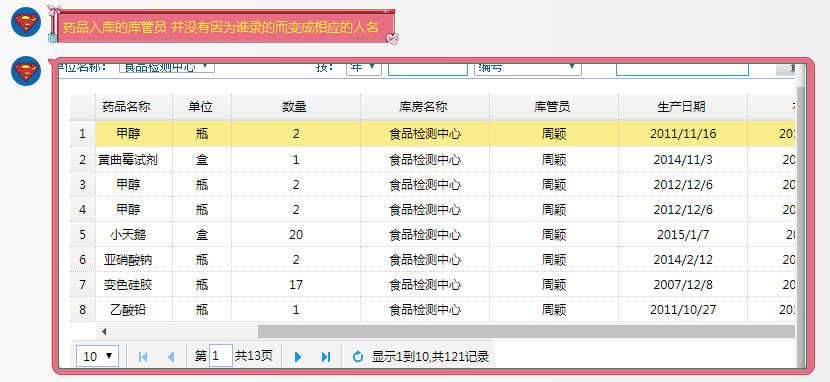 药品入库的库管员 并没有因为谁录的而变成相应的人名
单位名称： 食品检测中心 按： 年 编号
药品名称 单位 数量 库房名称 库管员 生产日期
1 甲醇 瓶 2 食品检测中心 周颖 2011/11/16 201
2 黄曲霉试剂 盒 1 食品检测中心 周颖 2014/11/3 20
3 甲醇 瓶 2 食品检测中心 周颖 2012/12/6 20
4 甲醇 瓶 2 食品检测中心 周颖 2012/12/6 20
5 小天鹅 盒 20 食品检测中心 周颖 2015/1/7 20
6 亚硝酸钠 瓶 2 食品检测中心 周颖 2014/2/12 20
7 变色硅胶 瓶 17 食品检测中心 周颖 2007/12/8 20
8 乙酸铅 瓶 1 食品检测中心 周颖 2011/10/27 201
10 第 1 共13页 显示1到10,共121记录